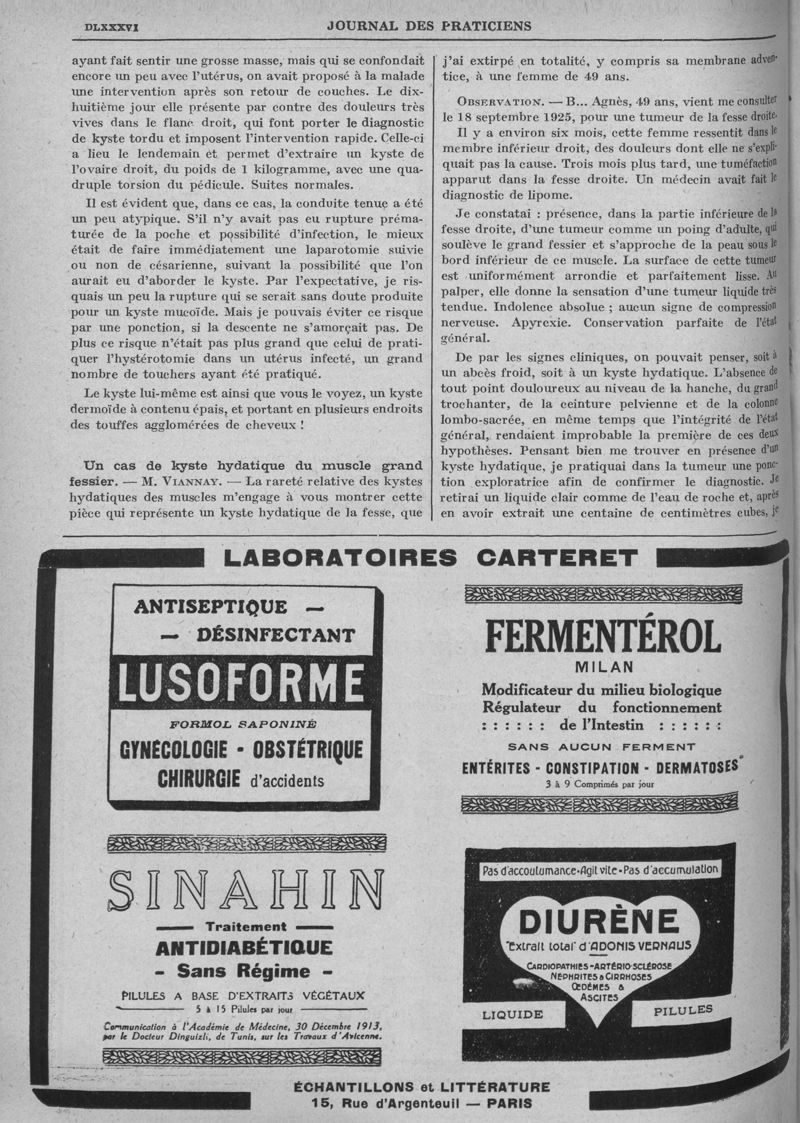 DLXXXVI
JOURNAL DES PRATICIENS
ayant fait sentir une grosse masse, mais qui se confondait
encore un peu avec l'utérus, on avait proposé à la malade
une intervention après son retour de couches. Le dix-
huitième jour elle présente par contre des douleurs très
vives dans le flanc droit, qui font porter le diagnostic
de kyste tordu et imposent l'intervention rapide. Celle-ci
a lieu le lendemain et permet d'extraire un kyste de
l'ovaire droit, du poids de 1 kilogramme, avec une qua-
druple torsion du pédicule. Suites normales.
Il est évident que, dans ce cas, la conduite tenue a été
un peu atypique. S'il n'y avait pas eu rupture préma-
turée de la poche et possibilité d'infection, le mieux
était de faire immédiatement une laparotomie suivie
ou non de césarienne, suivant la possibilité que l'on
aurait eu d'aborder le kyste. Par l'expectative, je ris-
quais un peu la rupture qui se serait sans doute produite
pour un kyste mucoïde. Mais je pouvais éviter ce risque
par une ponction, si la descente ne s'amorçait pas. De
plus ce risque n'était pas plus grand que celui de prati-
quer l'hystérotomie dans un utérus infecté, un grand
nombre de touchers ayant été pratiqué.
Le kyste lui-même est ainsi que vous le voyez, un kyste
dermoïde à contenu épais, et portant en plusieurs endroits
des touffes agglomérées de cheveux !
Un cas de kyste hydatique du muscle grand
fessier. — M. VIANNAY. — La rareté relative des kystes
hydatiques des muscles m'engage à vous montrer cette
pièce qui représente un kyste hydatique de la fesse, que
j'ai extirpé en totalité, y compris sa membrane adven-
tice, à une femme de 49 ans.
OBSERVATION. — B... Agnès, 49 ans, vient me consulter
le 18 septembre 1925, pour une tumeur de la fesse droite.
Il y a environ six mois, cette femme ressentit dans le
membre inférieur droit, des douleurs dont elle ne s'expli-
quait pas la cause. Trois mois plus tard, une tuméfaction
apparut dans la fesse droite. Un médecin avait fait le
diagnostic de lipome.
Je constatai : présence, dans la partie inférieure de la
fesse droite, d'une tumeur comme un poing d'adulte, qui
soulève le grand fessier et s'approche de la peau sous le
bord inférieur de ce muscle. La surface de cette tumeur
est uniformément arrondie et parfaitement lisse. Au
palper, elle donne la sensation d'une tumeur liquide très
tendue. Indolence absolue ; aucun signe de compression
nerveuse. Apyrexie. Conservation parfaite de l'état
général.
De par les signes cliniques, on pouvait penser, soit à
un abcès froid, soit à un kyste hydatique. L'absence de
tout point douloureux au niveau de la hanche, du grand
trochanter, de la ceinture pelvienne et de la colonne
lombo-sacrée, en même temps que l'intégrité de l'état
général, rendaient improbable la première de ces deux
hypothèses. Pensant bien me trouver en présence d'un
kyste hydatique, je pratiquai dans la tumeur une ponc-
tion exploratrice afin de confirmer le diagnostic. Je
retirai un liquide clair comme de l'eau de roche et, après
en avoir extrait une centaine de centimètres cubes, je
LABORATOIRES CARTERET
ANTISEPTIQUE —
— DÉSINFECTANT
LUSOFORME
FORMOL SAPONINÉ
GYNÉCOLOGIE - OBSTÉTRIQUE
CHIRURGIE d'accidents
FERMENTÉROL
MILAN
Modificateur du milieu biologique
Régulateur du fonctionnement
: : : : : : de l'Intestin : : : : : :
SANS AUCUN FERMENT
ENTÉRITES - CONSTIPATION - DERMATOSES
3 à 9 Comprimés par jour
SINAHIN
Traitement
ANTIDIABÉTIQUE
- Sans Régime -
PILULES A BASE D'EXTRAITS VÉGÉTAUX
5 à 15 Pilules par jour
Communication à l'Académie de Médecine, 30 Décembre 1913,
par le Docteur Dinguizli, de Tunis, sur les Travaux d'Avicenne.
Pas d'accoutumance-Agit vite-Pas d'accumulation
DIURÈNE
"Extrait total" d'ADONIS VERNALIS
CARDIOPATHIES-ARTÉRIO-SCLÉROSE
NÉPHRITES & CIRRHOSES
ŒDÈMES &
ASCITES
LIQUIDE
PILULES
ÉCHANTILLONS et LITTÉRATURE
15, Rue d'Argenteuil — PARIS